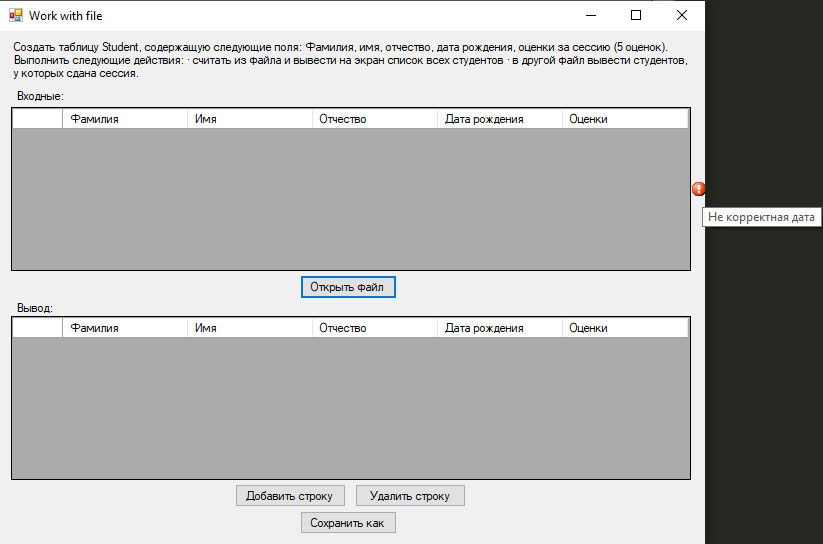 Work with file
Создать таблицу Student, содержащую следующие поля: Фамилия, имя, отчество, дата рождения, оценки за сессию (5 оценок).
Выполнить следующие действия: · считать из файла и вывести на экран список всех студентов · в другой файл вывести студентов,
у которых сдана сессия.
Входные:
Фамилия Имя Отчество Дата рождения Оценки
Не корректная дата
Открыть файл
Вывод:
Фамилия Имя Отчество Дата рождения Оценки
Добавить строку Удалить строку
Сохранить как